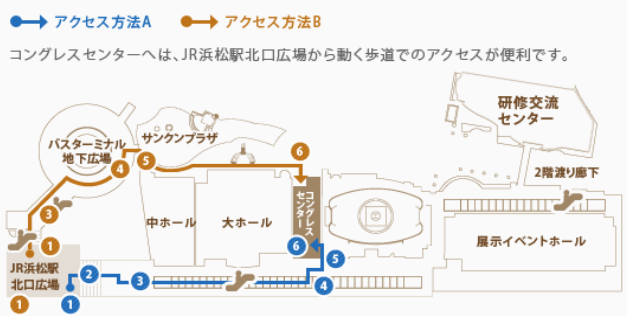 アクセス方法A アクセス方法B
コングレスセンターへは、JR浜松駅北口広場から動く歩道でのアクセスが便利です。
研修交流
センター
バスターミナル
地下広場
サンクンプラザ
6
5
4
2階渡り廊下
3
中ホール
大ホール
コングレス
センター
展示イベントホール
1
6
5
JR浜松駅
北口広場
2
3
4
1
1